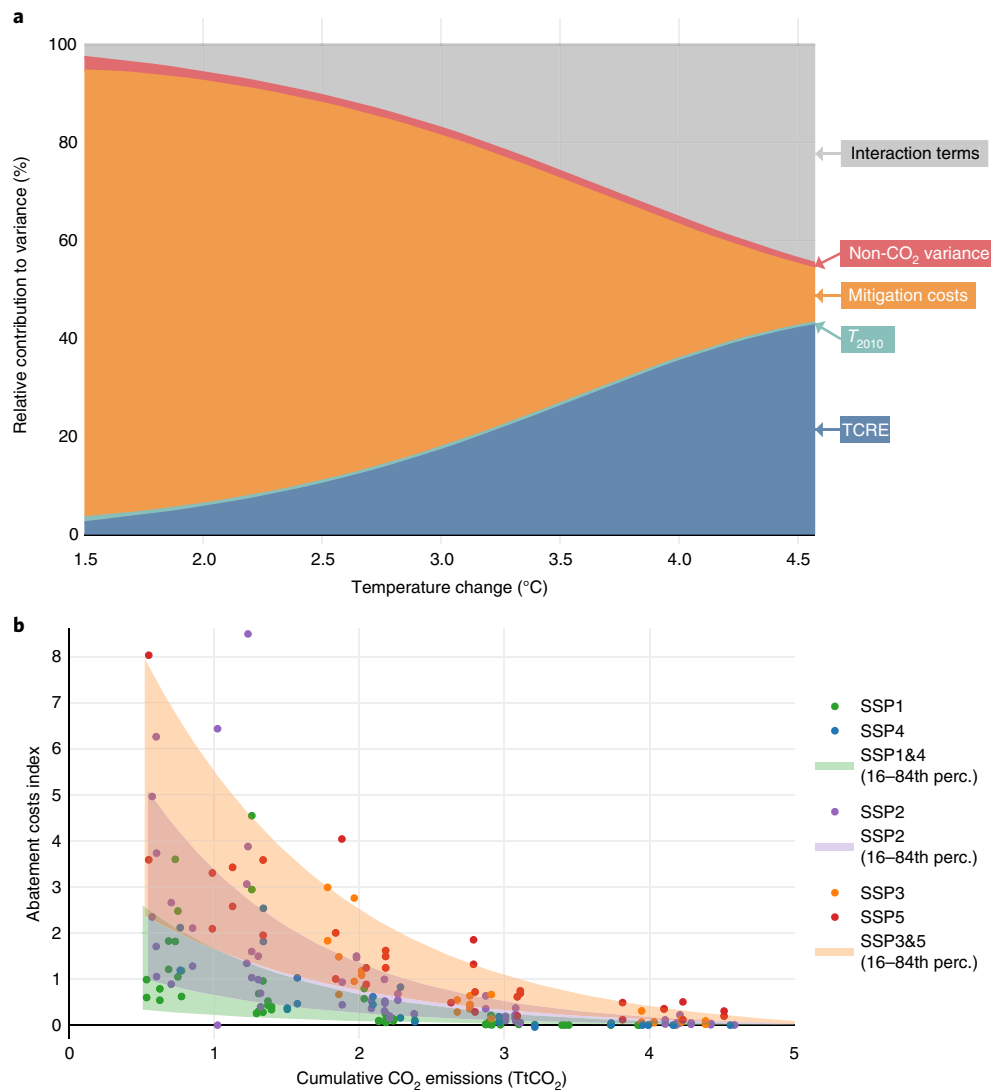 a
100
80
60
40
20
0
Relative contribution to variance (%)
1.5 2.0 2.5 3.0 3.5 4.0 4.5
Temperature change (°C)
Interaction terms
Non-CO₂ variance
Mitigation costs
T₂₀₁₀
TCRE
b
8
7
6
5
4
3
2
1
0
Abatement costs index
0 1 2 3 4 5
Cumulative CO₂ emissions (TtCO₂)
SSP1
SSP4
SSP1&4
(16–84th perc.)
SSP2
SSP2
(16–84th perc.)
SSP3
SSP5
SSP3&5
(16–84th perc.)